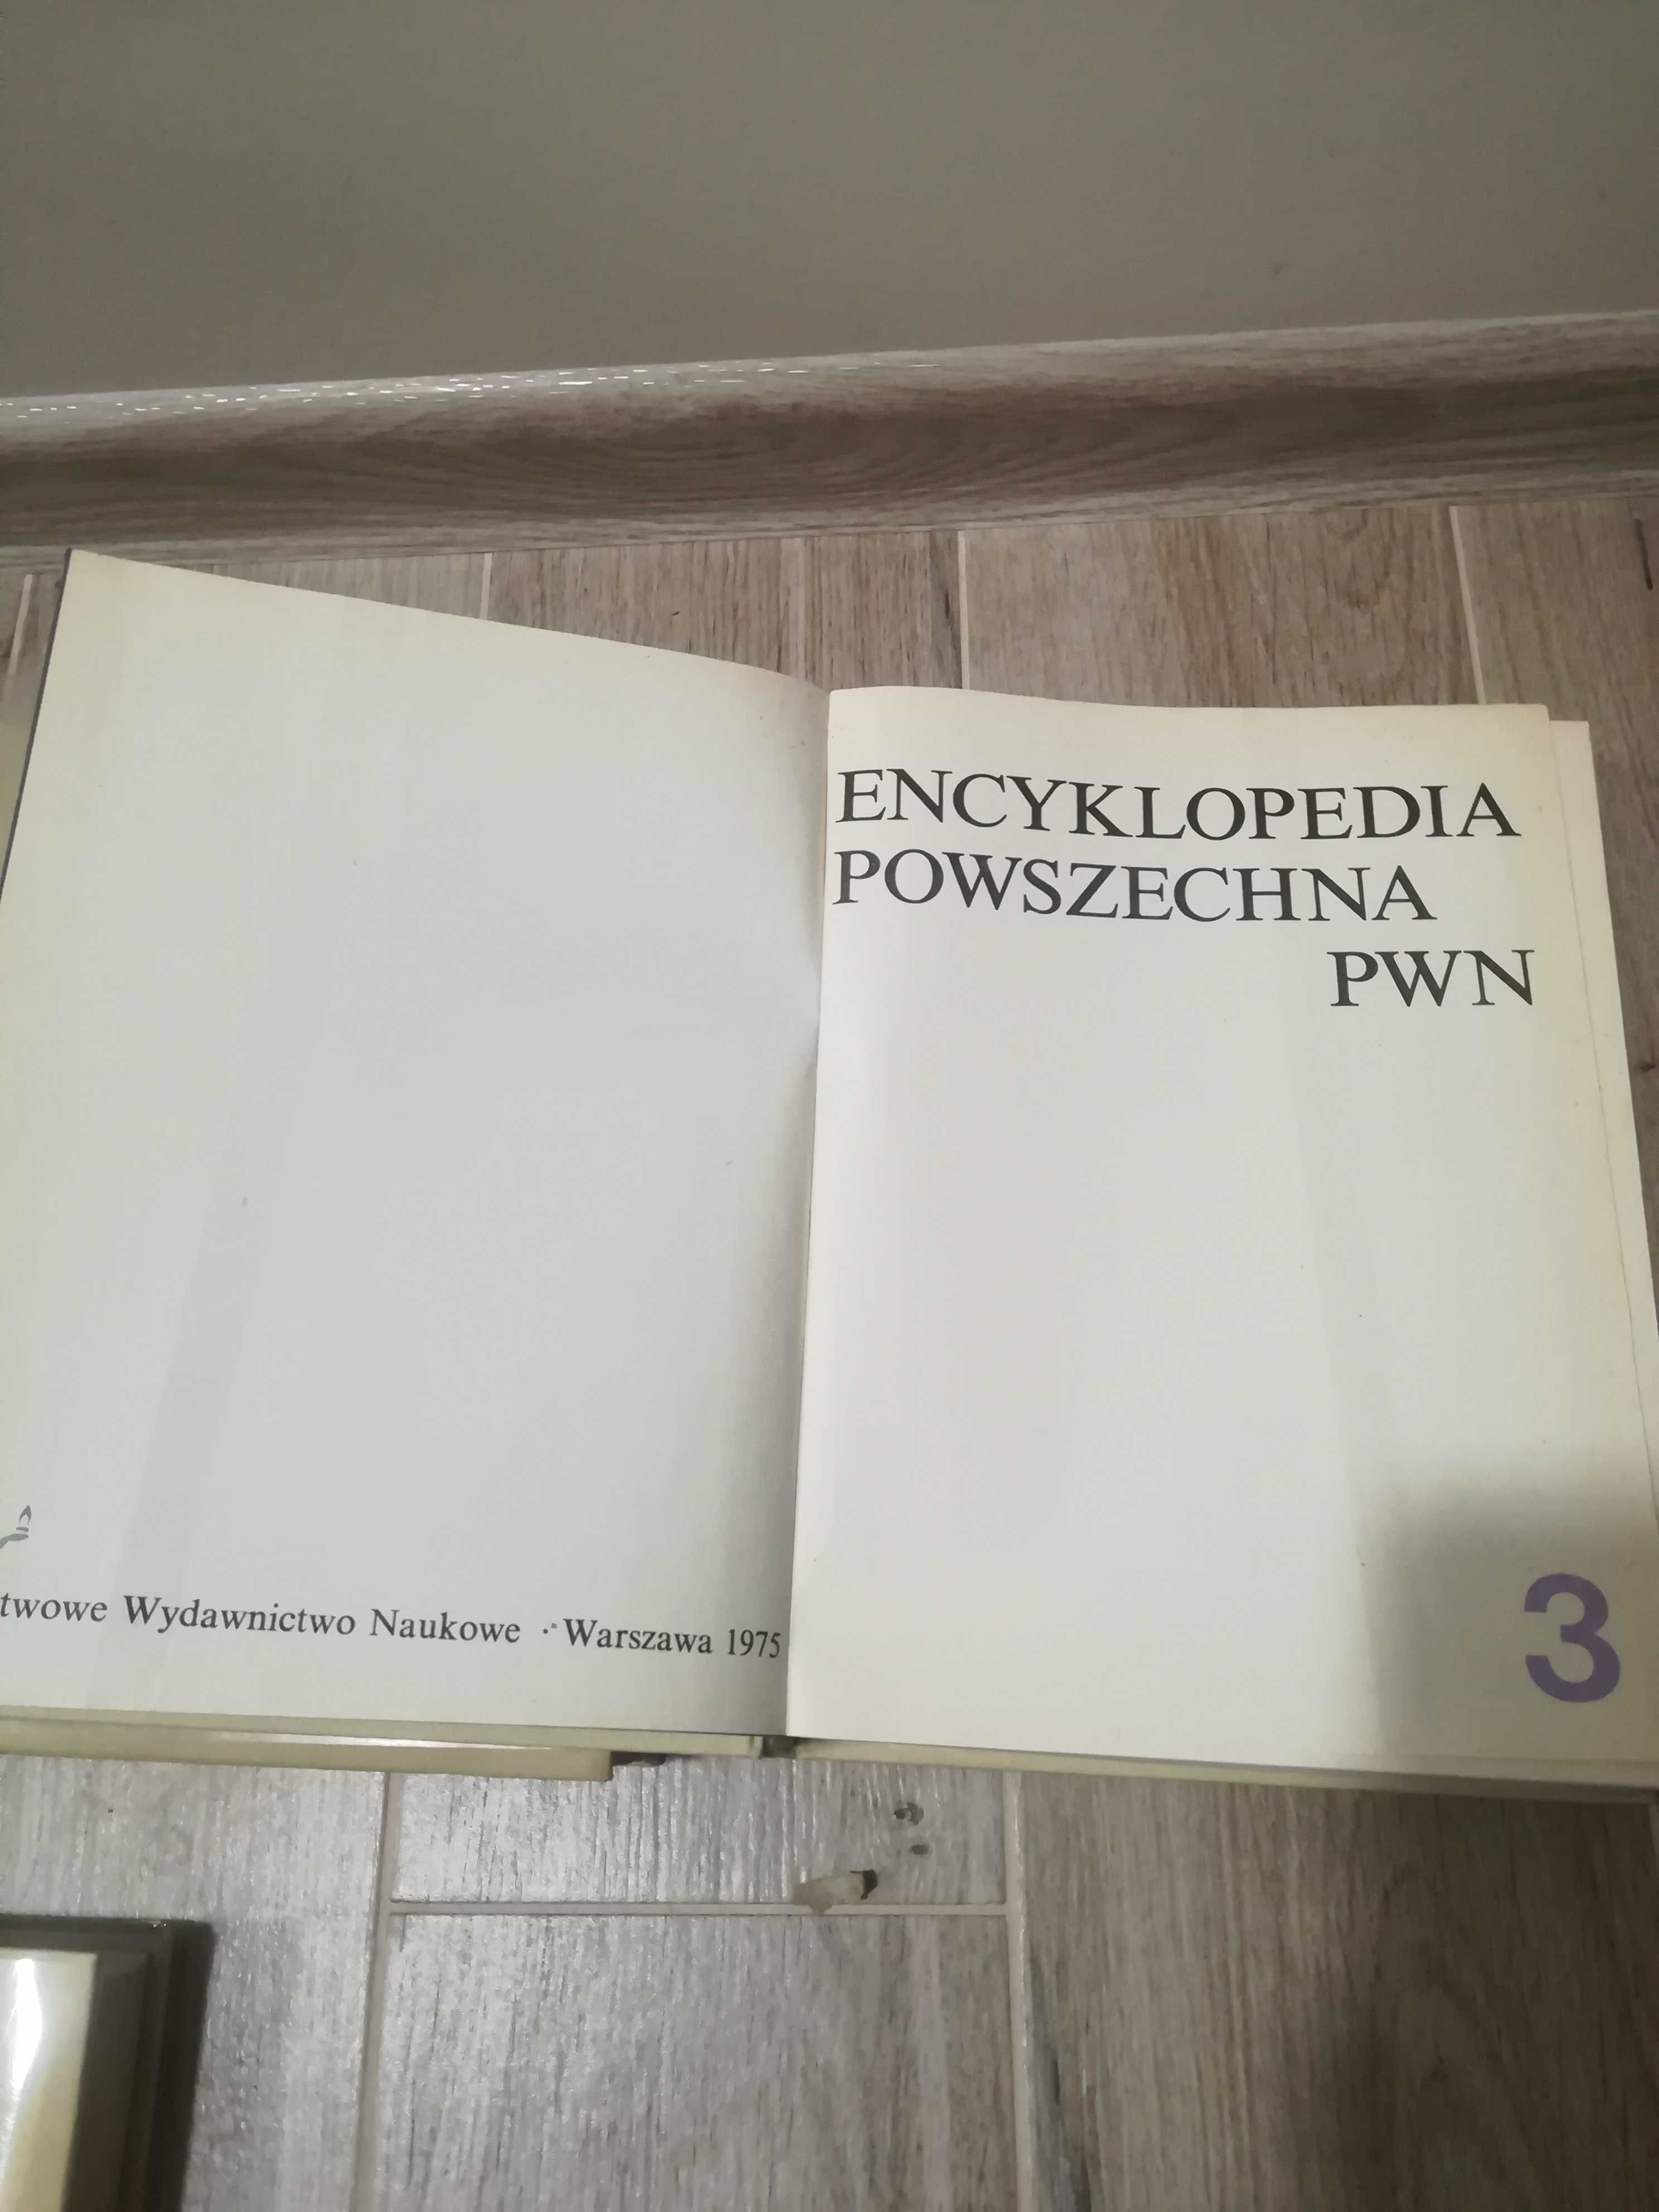 twowe Wydawnictwo Naukowe · Warszawa 1975
ENCYKLOPEDIA
POWSZECHNA
PWN
3